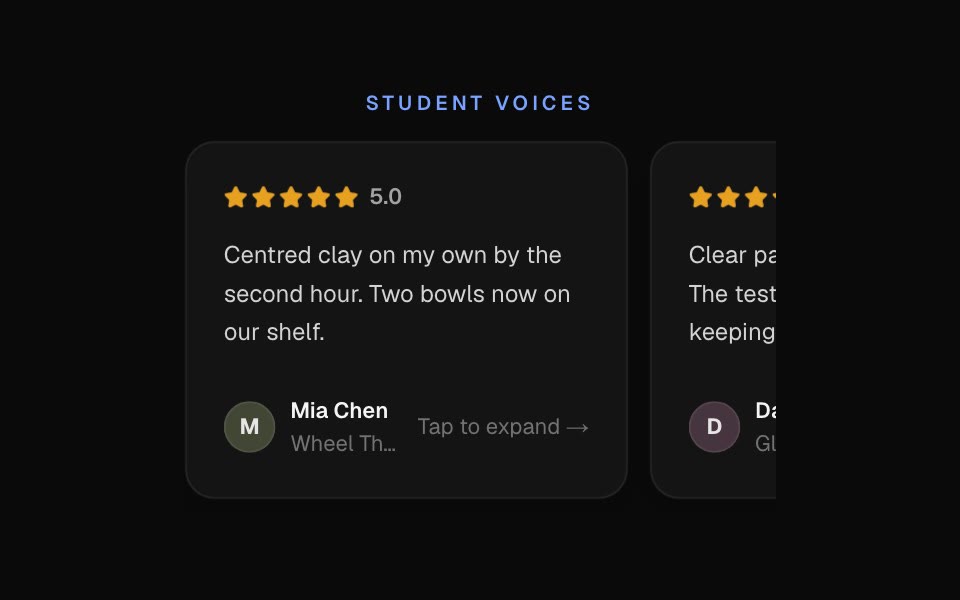 STUDENT VOICES
5.0
Centred clay on my own by the
second hour. Two bowls now on
our shelf.
M
Mia Chen
Wheel Th...
Tap to expand →
Clear
The test
keeping
D